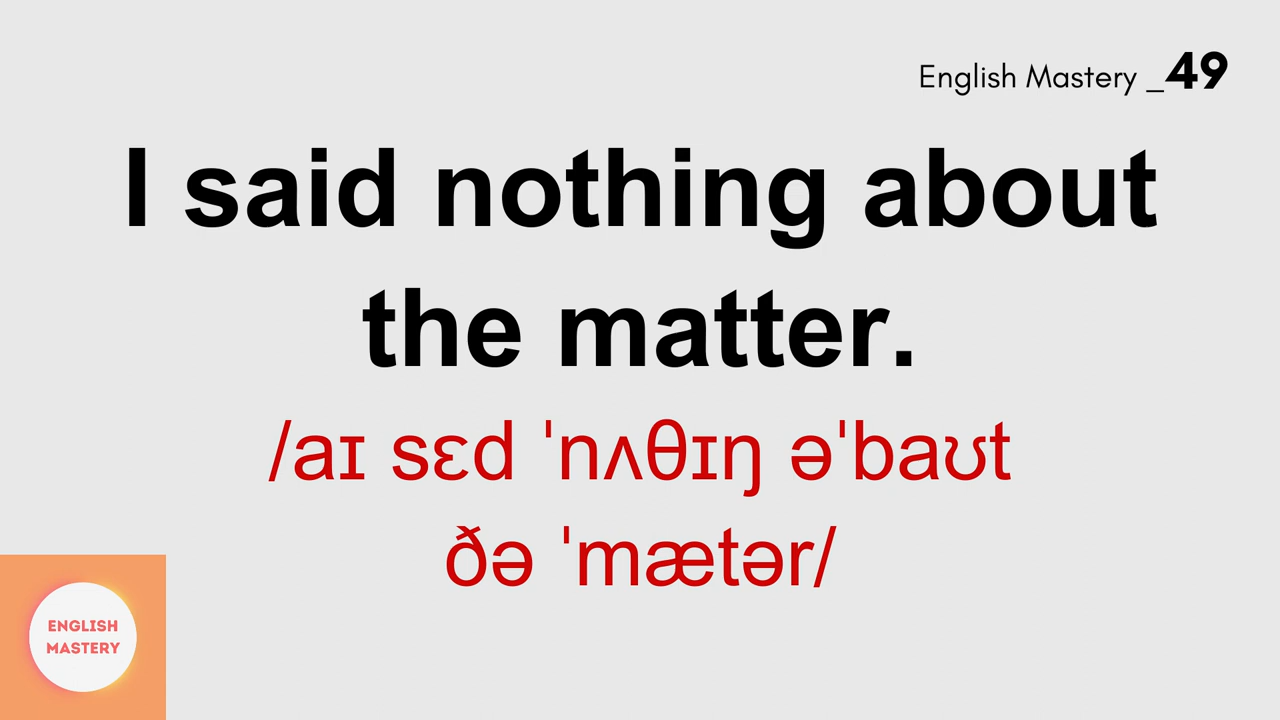 English Mastery _49
I said nothing about
the matter.
/aɪ sɛd ˈnʌθɪŋ əˈbaʊt
ðə ˈmætər/
ENGLISH
MASTERY